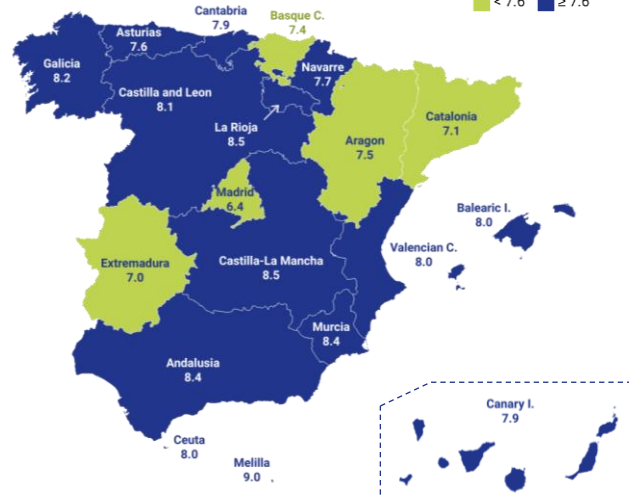 < 7.6 ≥ 7.6
Cantabria
7.9
Basque C.
7.4
Asturias
7.6
Galicia
8.2
Navarre
7.7
Castilla and Leon
8.1
La Rioja
8.5
Aragon
7.5
Catalonia
7.1
Madrid
6.4
Balearic I.
8.0
Valencian C.
8.0
Extremadura
7.0
Castilla-La Mancha
8.5
Murcia
8.4
Andalusia
8.4
Canary I.
7.9
Ceuta
8.0
Melilla
9.0